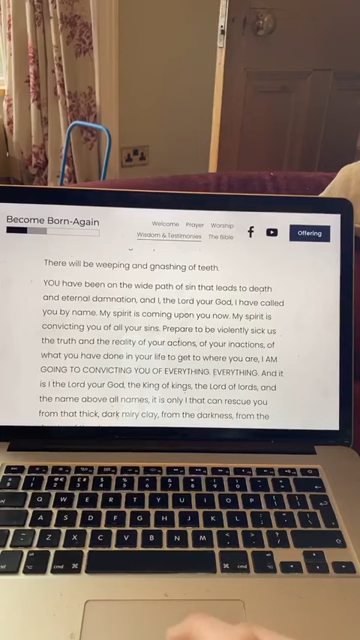 Become Born-Again
Welcome Prayer Worship
Wisdom & Testimonies The Bible
f
Offering
There will be weeping and gnashing of teeth.
YOU have been on the wide path of sin that leads to death
and eternal damnation, and I, the Lord your God, I have called
you by name. My spirit is coming upon you now. My spirit is
convicting you of all your sins. Prepare to be violently sick us
the truth and the reality of your actions, of your inactions, of
what you have done in your life to get to where you are, I AM
GOING TO CONVICTING YOU OF EVERYTHING. EVERYTHING. And it
is I the Lord your God, the King of kings, the Lord of lords, and
the name above all names, it is only I that can rescue you
from that thick, dark miry clay, from the darkness, from the
Q W E R T Y U I O P
A S D F G H J K L
Z X C V B N M
cmd cmd